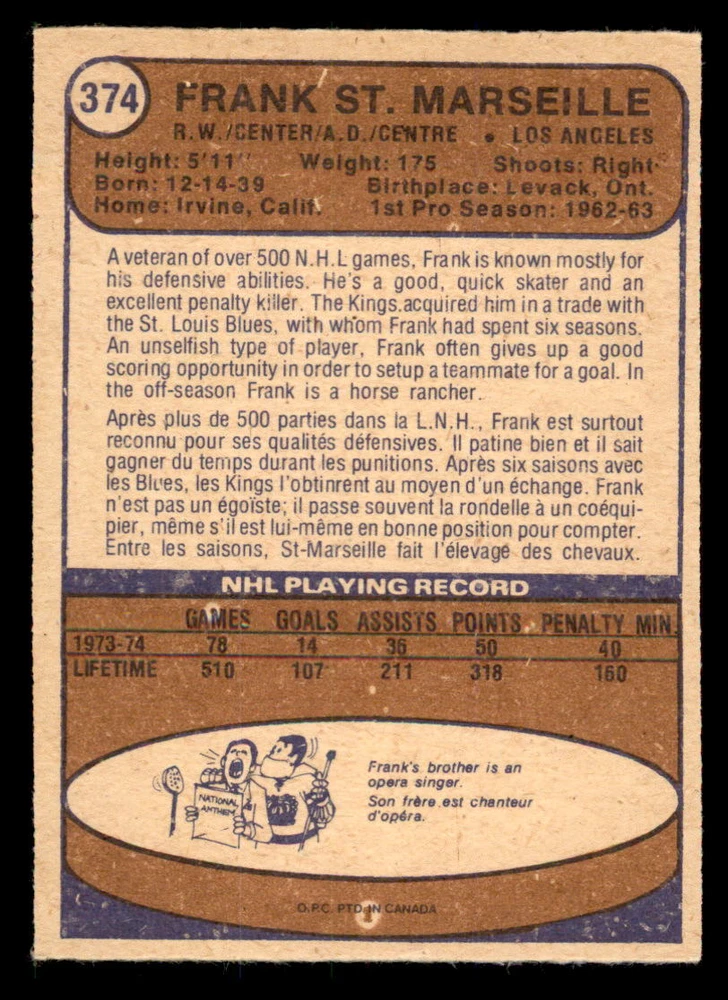 374
FRANK ST. MARSEILLE
R.W./CENTER/A.D./CENTRE • LOS ANGELES
Height: 5'11" Weight: 175 Shoots: Right
Born: 12-14-39 Birthplace: Levack, Ont.
Home: Irvine, Calif. 1st Pro Season: 1962-63
A veteran of over 500 N.H.L games, Frank is known mostly for
his defensive abilities. He's a good, quick skater and an
excellent penalty killer. The Kings acquired him in a trade with
the St. Louis Blues, with whom Frank had spent six seasons.
An unselfish type of player, Frank often gives up a good
scoring opportunity in order to setup a teammate for a goal. In
the off-season Frank is a horse rancher.
Après plus de 500 parties dans la L.N.H., Frank est surtout
reconnu pour ses qualités défensives. Il patine bien et il sait
gagner du temps durant les punitions. Après six saisons avec
les Blues, les Kings l'obtinrent au moyen d'un échange. Frank
n'est pas un égoïste; il passe souvent la rondelle à un coéqui-
pier, même s'il est lui-même en bonne position pour compter.
Entre les saisons, St-Marseille fait l'élevage des chevaux.
NHL PLAYING RECORD
GAMES GOALS ASSISTS POINTS PENALTY MIN.
1973-74 78 14 36 50 40
LIFETIME 510 107 211 318 160
NATIONAL
ANTHEM
Frank's brother is an
opera singer.
Son frère est chanteur
d'opéra.
O.P.C. PTD IN CANADA